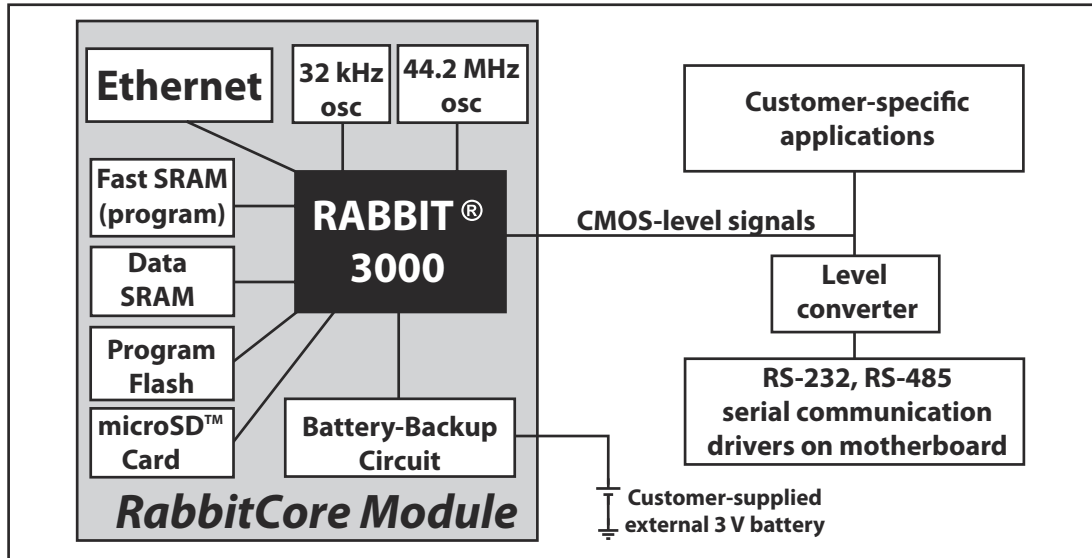 Ethernet
32 kHz
osc
44.2 MHz
osc
Fast SRAM
(program)
Data
SRAM
Program
Flash
microSD™
Card
RABBIT ®
3000
Battery-Backup
Circuit
RabbitCore Module
CMOS-level signals
Customer-specific
applications
Level
converter
RS-232, RS-485
serial communication
drivers on motherboard
Customer-supplied
external 3 V battery